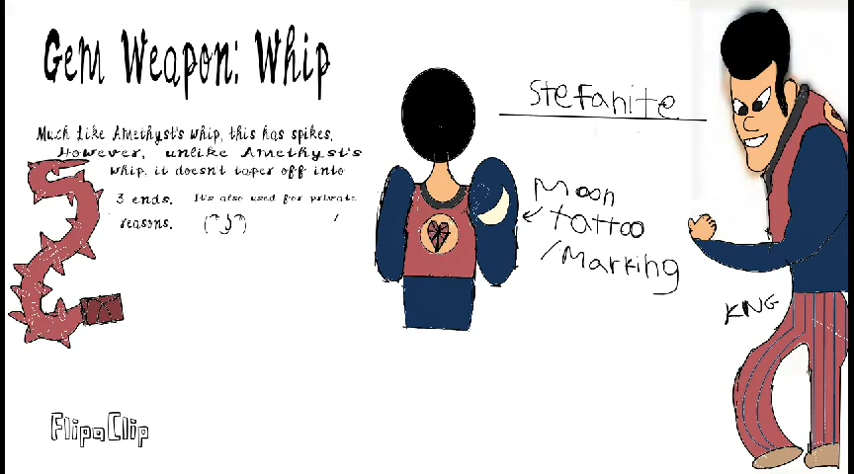 Gem Weapon: Whip
Much like Amethyst's whip, this has spikes.
However, unlike Amethyst's
whip, it doesnt taper off into
3 ends. It's also used for private
reasons. ( ͡° ͜ʖ ͡°)
Stefanite
Moon
tattoo
/Marking
KNG
FlipaClip